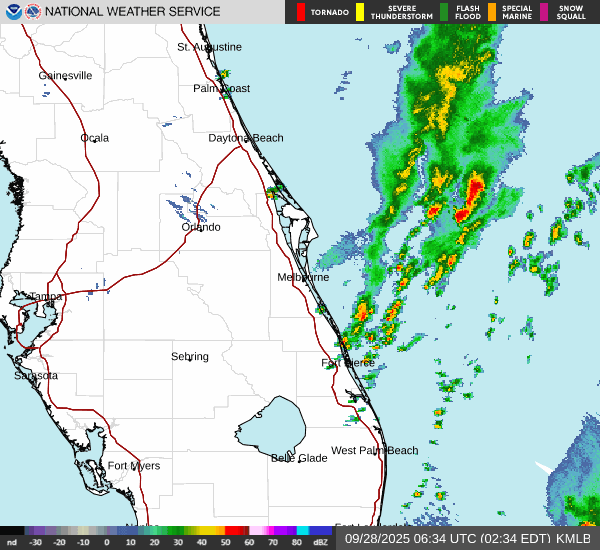 NATIONAL WEATHER SERVICE
TORNADO
SEVERE
THUNDERSTORM
FLASH
FLOOD
SPECIAL
MARINE
SNOW
SQUALL
St. Augustine
Gainesville
Palm Coast
Ocala
Daytona Beach
Orlando
Melbourne
Tampa
Sebring
Fort Pierce
Sarasota
West Palm Beach
Belle Glade
Fort Myers
nd -30 -20 -10 0 10 20 30 40 50 60 70 80 dBZ
09/28/2025 06:34 UTC (02:34 EDT) KMLB